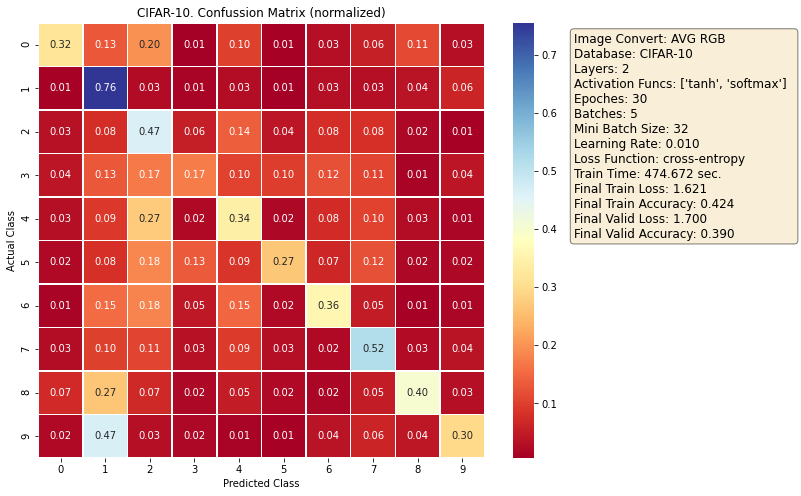 CIFAR-10. Confussion Matrix (normalized)
Actual Class
0 0.32 0.13 0.20 0.01 0.10 0.01 0.03 0.06 0.11 0.03
1 0.01 0.76 0.03 0.01 0.03 0.01 0.03 0.03 0.04 0.06
2 0.03 0.08 0.47 0.06 0.14 0.04 0.08 0.08 0.02 0.01
3 0.04 0.13 0.17 0.17 0.10 0.10 0.12 0.11 0.01 0.04
4 0.03 0.09 0.27 0.02 0.34 0.02 0.08 0.10 0.03 0.01
5 0.02 0.08 0.18 0.13 0.09 0.27 0.07 0.12 0.02 0.02
6 0.01 0.15 0.18 0.05 0.15 0.02 0.36 0.05 0.01 0.01
7 0.03 0.10 0.11 0.03 0.09 0.03 0.02 0.52 0.03 0.04
8 0.07 0.27 0.07 0.02 0.05 0.02 0.02 0.05 0.40 0.03
9 0.02 0.47 0.03 0.02 0.01 0.01 0.04 0.06 0.04 0.30
0 1 2 3 4 5 6 7 8 9
Predicted Class
0.7
0.6
0.5
0.4
0.3
0.2
0.1
Image Convert: AVG RGB
Database: CIFAR-10
Layers: 2
Activation Funcs: ['tanh', 'softmax']
Epoches: 30
Batches: 5
Mini Batch Size: 32
Learning Rate: 0.010
Loss Function: cross-entropy
Train Time: 474.672 sec.
Final Train Loss: 1.621
Final Train Accuracy: 0.424
Final Valid Loss: 1.700
Final Valid Accuracy: 0.390